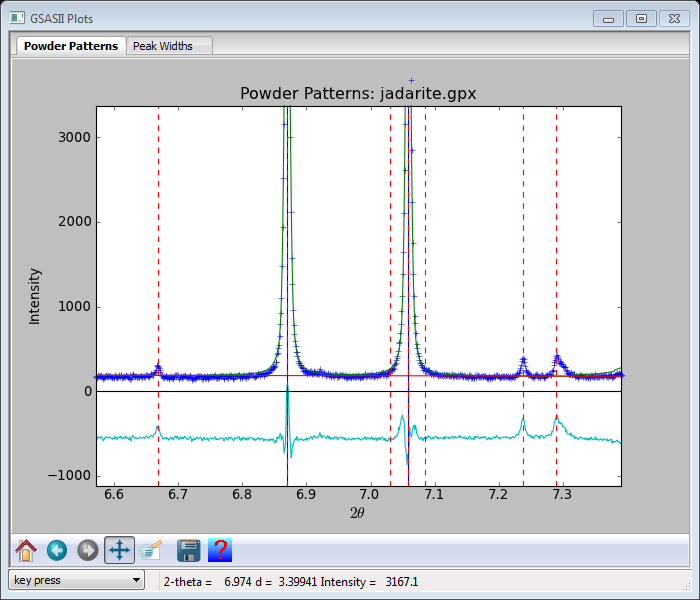 GSASII Plots
Powder Patterns Peak Widths
Powder Patterns: jadarite.gpx
3000
2000
1000
0
−1000
Intensity
6.6 6.7 6.8 6.9 7.0 7.1 7.2 7.3
2θ
?
key press 2-theta = 6.974 d = 3.39941 Intensity = 3167.1